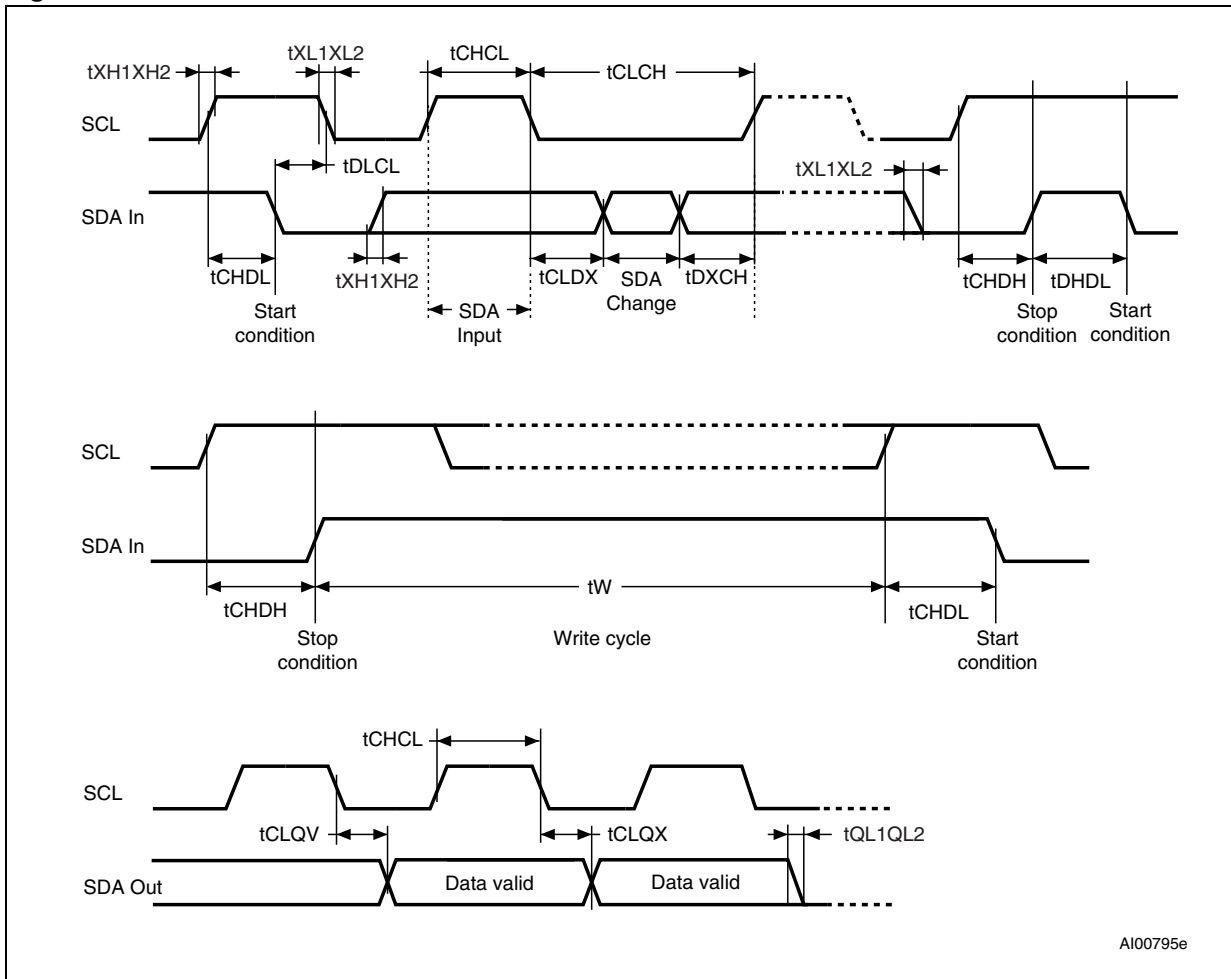 tXH1XH2
tXL1XL2
tCHCL
tCLCH
SCL
tDLCL
tXL1XL2
SDA In
tCHDL
tXH1XH2
tCLDX
SDA
Change
tDXCH
tCHDH
tDHDL
Start
condition
SDA
Input
Stop
condition
Start
condition
SCL
SDA In
tCHDH
tW
tCHDL
Stop
condition
Write cycle
Start
condition
tCHCL
SCL
tCLQV
tCLQX
tQL1QL2
SDA Out
Data valid
Data valid
AI00795e